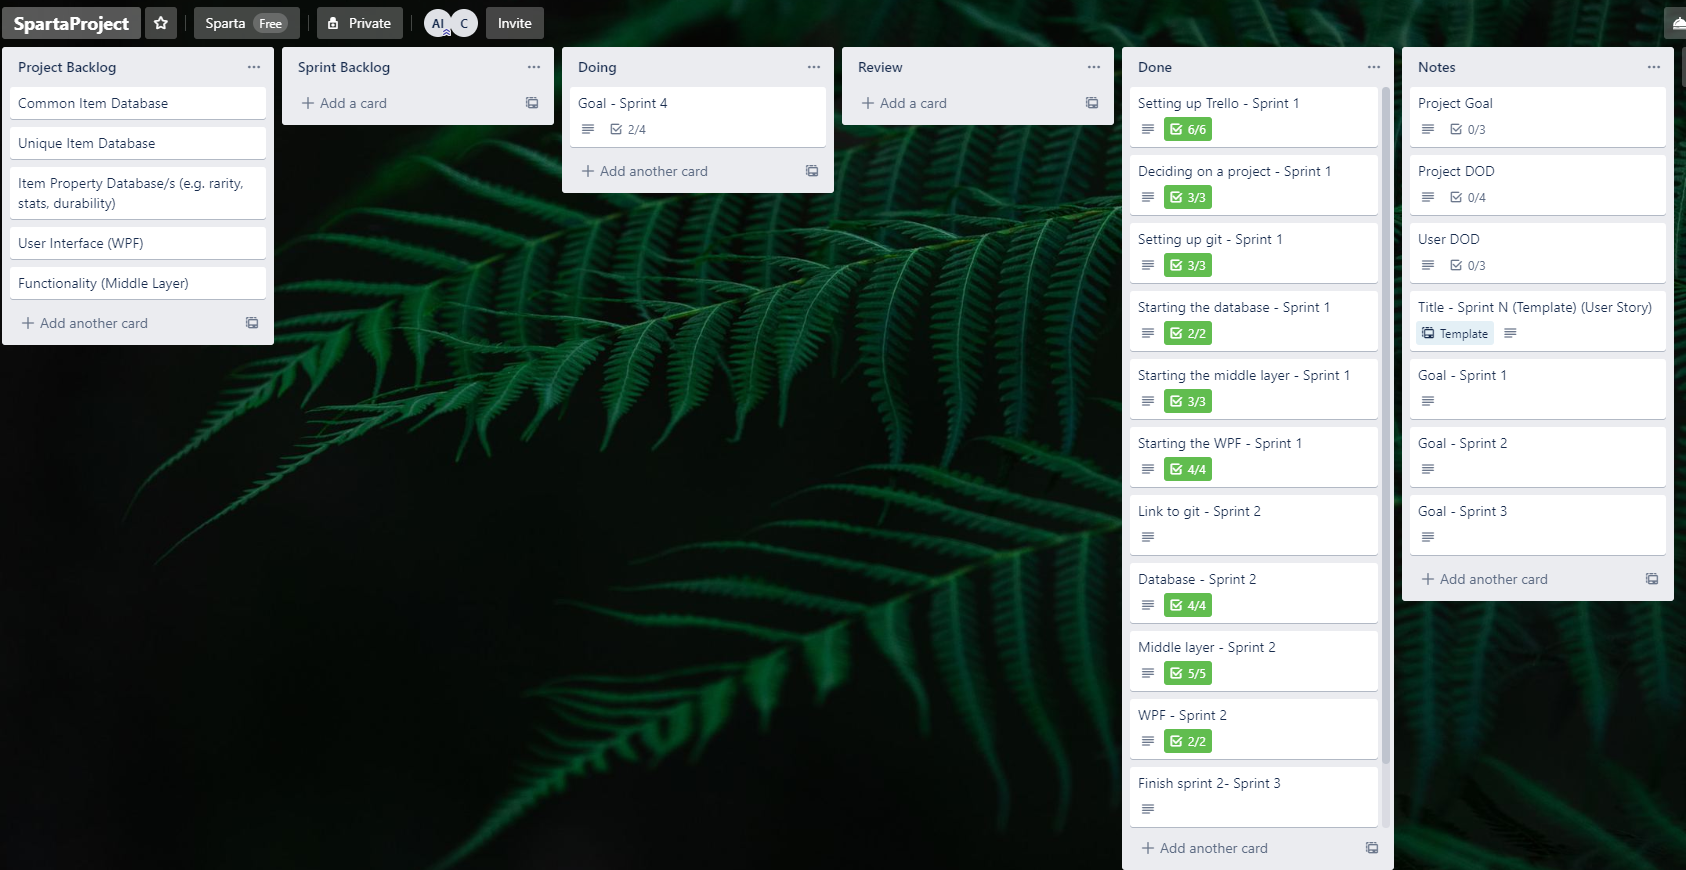 SpartaProject
Sparta Free
Private
AI C
Invite
Project Backlog
Common Item Database
Unique Item Database
Item Property Database/s (e.g. rarity,
stats, durability)
User Interface (WPF)
Functionality (Middle Layer)
+ Add another card
Sprint Backlog
+ Add a card
Doing
Goal - Sprint 4
2/4
+ Add another card
Review
+ Add a card
Done
Setting up Trello - Sprint 1
6/6
Deciding on a project - Sprint 1
3/3
Setting up git - Sprint 1
3/3
Starting the database - Sprint 1
2/2
Starting the middle layer - Sprint 1
3/3
Starting the WPF - Sprint 1
4/4
Link to git - Sprint 2
Database - Sprint 2
4/4
Middle layer - Sprint 2
5/5
WPF - Sprint 2
2/2
Finish sprint 2- Sprint 3
+ Add another card
Notes
Project Goal
0/3
Project DOD
0/4
User DOD
0/3
Title - Sprint N (Template) (User Story)
Template
Goal - Sprint 1
Goal - Sprint 2
Goal - Sprint 3
+ Add another card